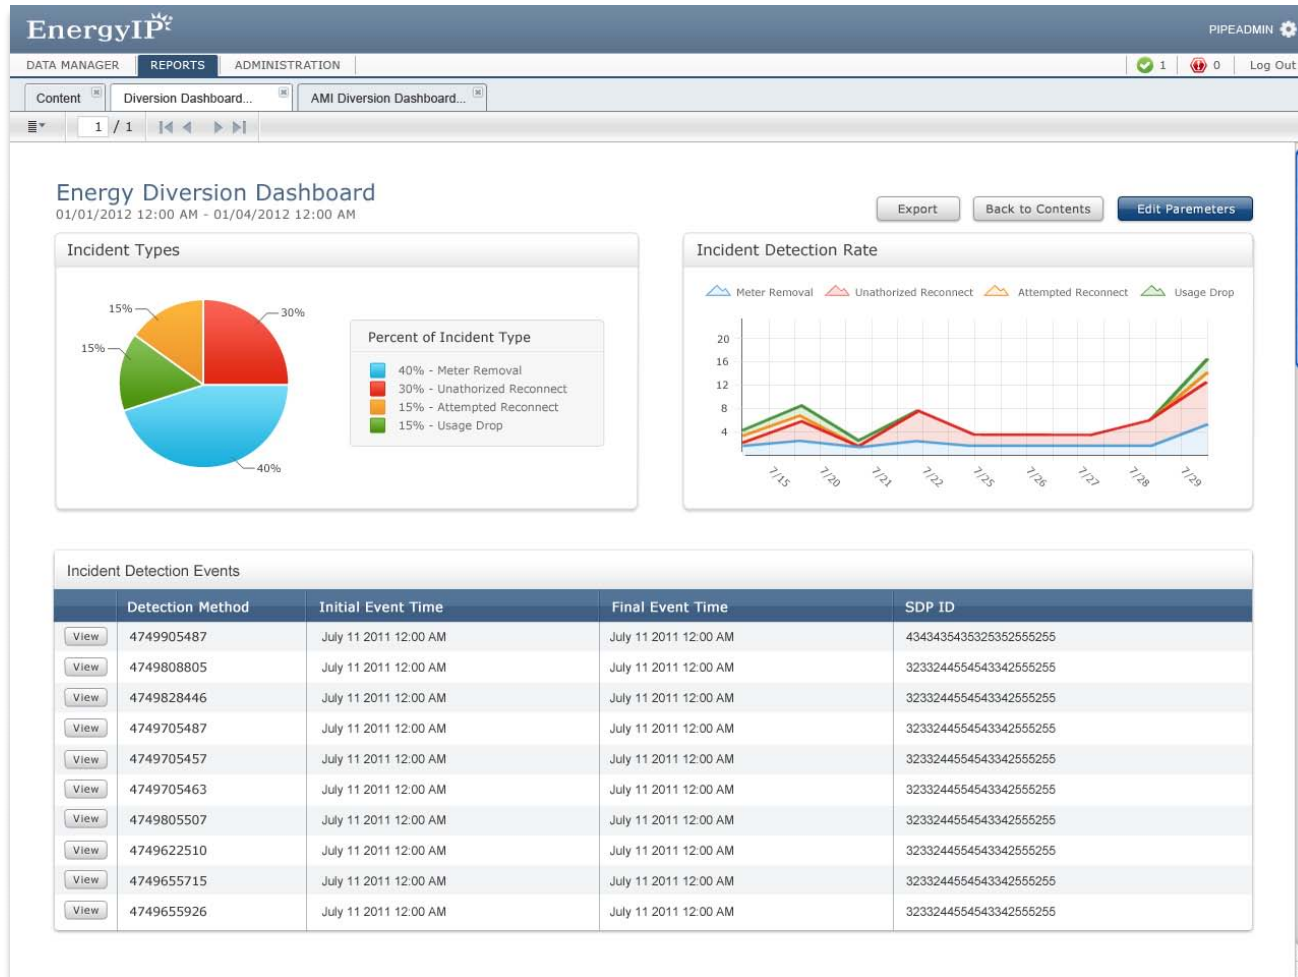 EnergyIP
PIPEADMIN
DATA MANAGER REPORTS ADMINISTRATION 1 0 Log Out
Content Diversion Dashboard... AMI Diversion Dashboard...
1 / 1
Energy Diversion Dashboard
01/01/2012 12:00 AM - 01/04/2012 12:00 AM
Export Back to Contents Edit Paremeters
Incident Types
15%
30%
15%
40%
Percent of Incident Type
40% - Meter Removal
30% - Unathorized Reconnect
15% - Attempted Reconnect
15% - Usage Drop
Incident Detection Rate
Meter Removal Unathorized Reconnect Attempted Reconnect Usage Drop
20
16
12
8
4
7/15 7/20 7/21 7/22 7/25 7/26 7/27 7/28 7/29
Incident Detection Events
Detection Method Initial Event Time Final Event Time SDP ID
View 4749905487 July 11 2011 12:00 AM July 11 2011 12:00 AM 4343435435325352555255
View 4749808805 July 11 2011 12:00 AM July 11 2011 12:00 AM 3233244554543342555255
View 4749828446 July 11 2011 12:00 AM July 11 2011 12:00 AM 3233244554543342555255
View 4749705487 July 11 2011 12:00 AM July 11 2011 12:00 AM 3233244554543342555255
View 4749705457 July 11 2011 12:00 AM July 11 2011 12:00 AM 3233244554543342555255
View 4749705463 July 11 2011 12:00 AM July 11 2011 12:00 AM 3233244554543342555255
View 4749805507 July 11 2011 12:00 AM July 11 2011 12:00 AM 3233244554543342555255
View 4749622510 July 11 2011 12:00 AM July 11 2011 12:00 AM 3233244554543342555255
View 4749655715 July 11 2011 12:00 AM July 11 2011 12:00 AM 3233244554543342555255
View 4749655926 July 11 2011 12:00 AM July 11 2011 12:00 AM 3233244554543342555255